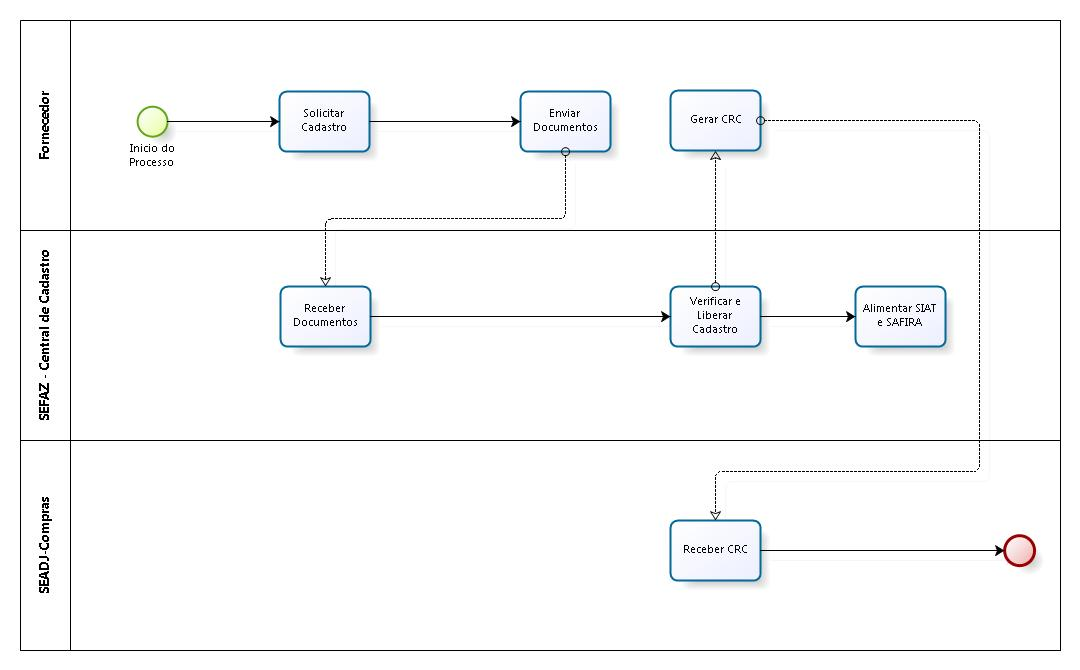 Fornecedor
Inicio do
Processo
Solicitar
Cadastro
Enviar
Documentos
Gerar CRC
SEFAZ - Central de Cadastro
Receber
Documentos
Verificar e
Liberar
Cadastro
Alimentar SIAT
e SAFIRA
SEADJ-Compras
Receber CRC